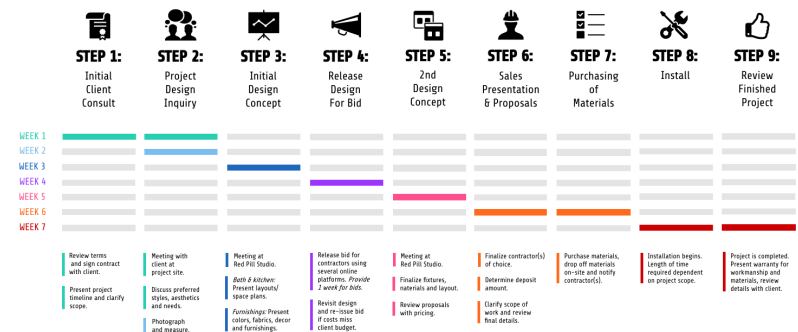 STEP 1:
Initial
Client
Consult
STEP 2:
Project
Design
Inquiry
STEP 3:
Initial
Design
Concept
STEP 4:
Release
Design
For Bid
STEP 5:
2nd
Design
Concept
STEP 6:
Sales
Presentation
& Proposals
STEP 7:
Purchasing
of
Materials
STEP 8:
Install
STEP 9:
Review
Finished
Project
WEEK 1
WEEK 2
WEEK 3
WEEK 4
WEEK 5
WEEK 6
WEEK 7
Review terms
and sign contract
with client.
Present project
timeline and clarify
scope.
Meeting with
client at
project site.
Discuss preferred
styles, aesthetics
and needs.
Photograph
and measure.
Meeting at
Red Pill Studio.
Bath & kitchen:
Present layouts/
space plans.
Furnishings: Present
colors, fabrics, decor
and furnishings.
Release bid for
contractors using
several online
platforms. Provide
1 week for bids.
Revisit design
and re-issue bid
if costs miss
client budget.
Meeting at
Red Pill Studio.
Finalize fixtures,
materials and layout.
Review proposals
with pricing.
Finalize contractor(s)
of choice.
Determine deposit
amount.
Clarify scope of
work and review
final details.
Purchase materials,
drop off materials
on-site and notify
contractor(s).
Installation begins.
Length of time
required dependent
on project scope.
Project is completed.
Present warranty for
workmanship and
materials, review
details with client.